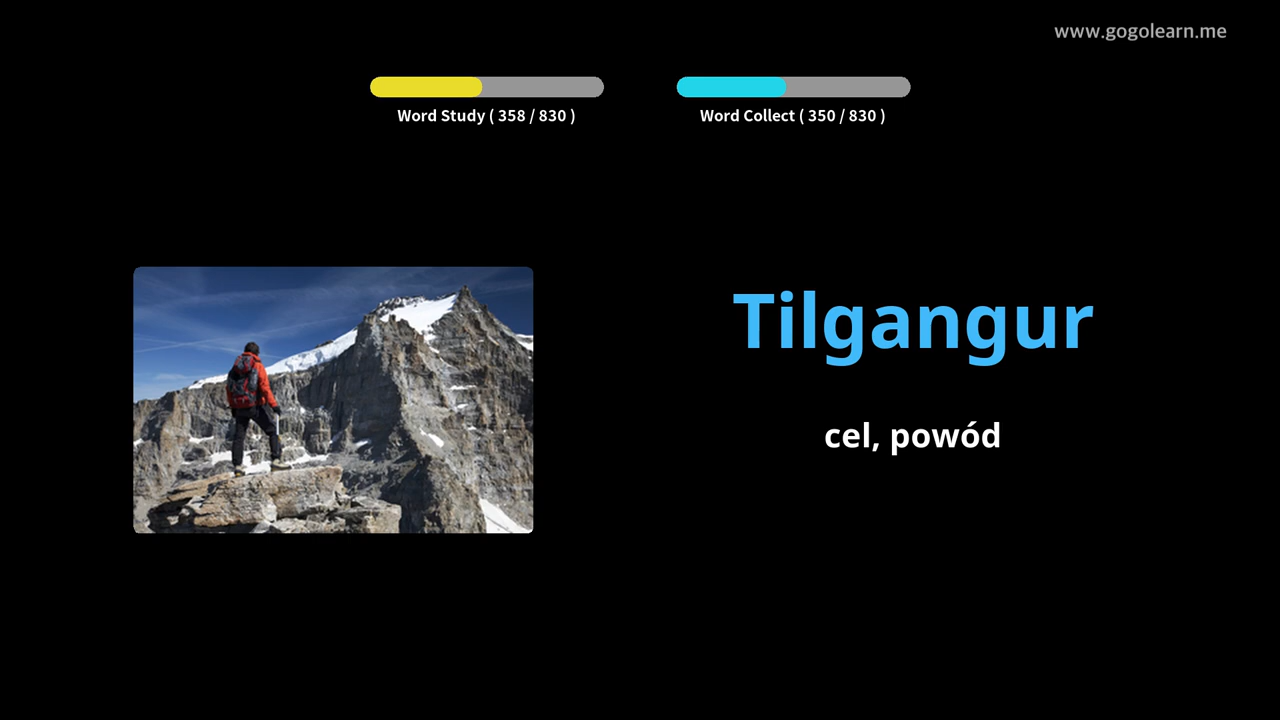 www.gogolearn.me
Word Study ( 358 / 830 )
Word Collect ( 350 / 830 )
Tilgangur
cel, powód